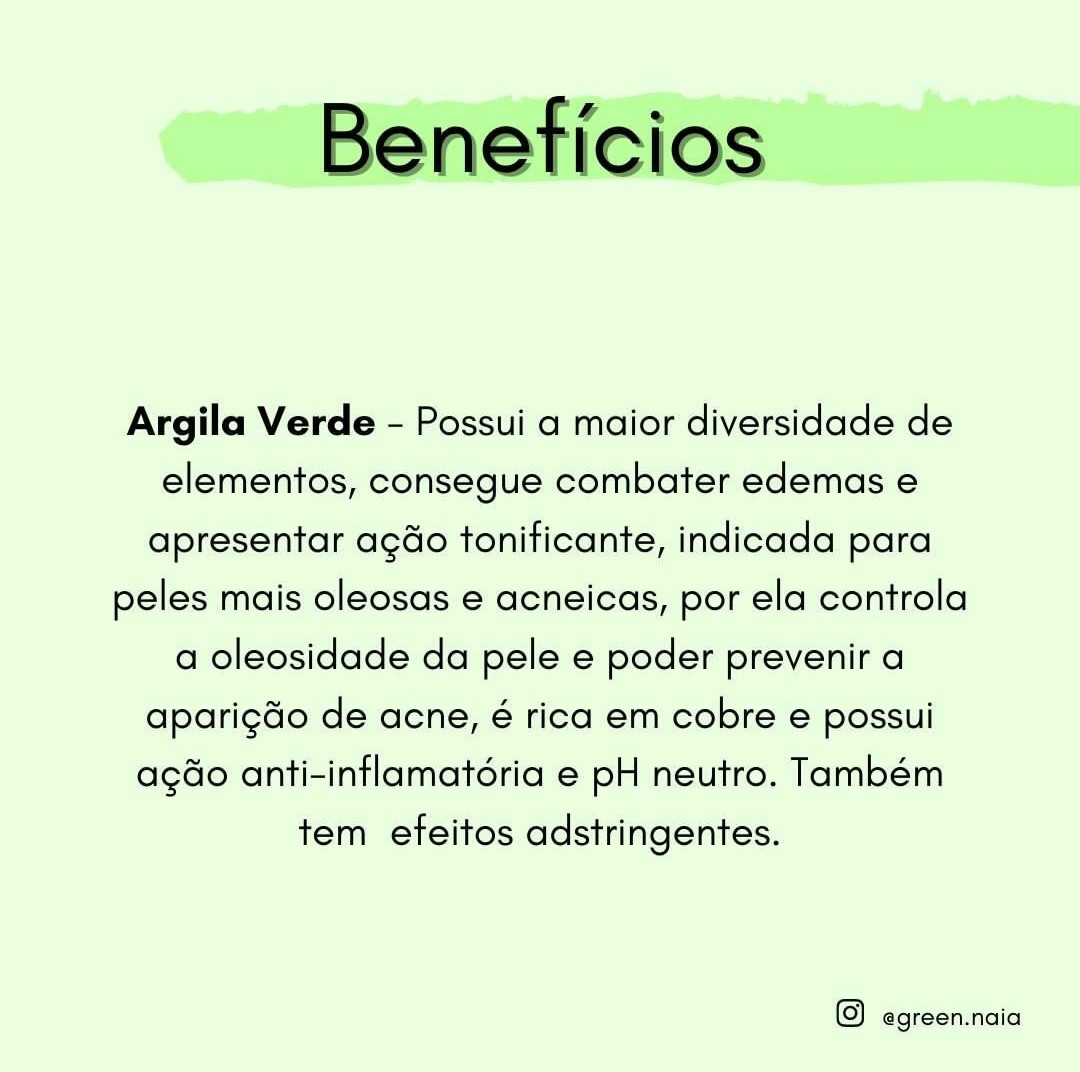 Benefícios
Argila Verde - Possui a maior diversidade de
elementos, consegue combater edemas e
apresentar ação tonificante, indicada para
peles mais oleosas e acneicas, por ela controla
a oleosidade da pele e poder prevenir a
aparição de acne, é rica em cobre e possui
ação anti-inflamatória e pH neutro. Também
tem  efeitos adstringentes.
@green.naia